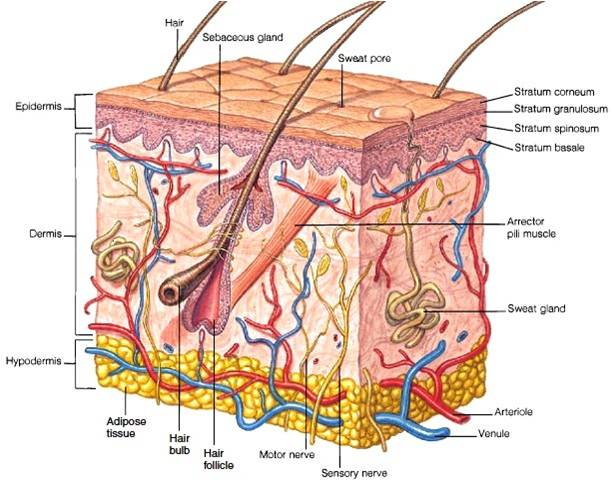 Hair
Sebaceous gland
Sweat pore
Epidermis
Stratum corneum
Stratum granulosum
Stratum spinosum
Stratum basale
Dermis
Arrector
pili muscle
Sweat gland
Hypodermis
Adipose
tissue
Hair
bulb
Hair
follicle
Motor nerve
Sensory nerve
Arteriole
Venule